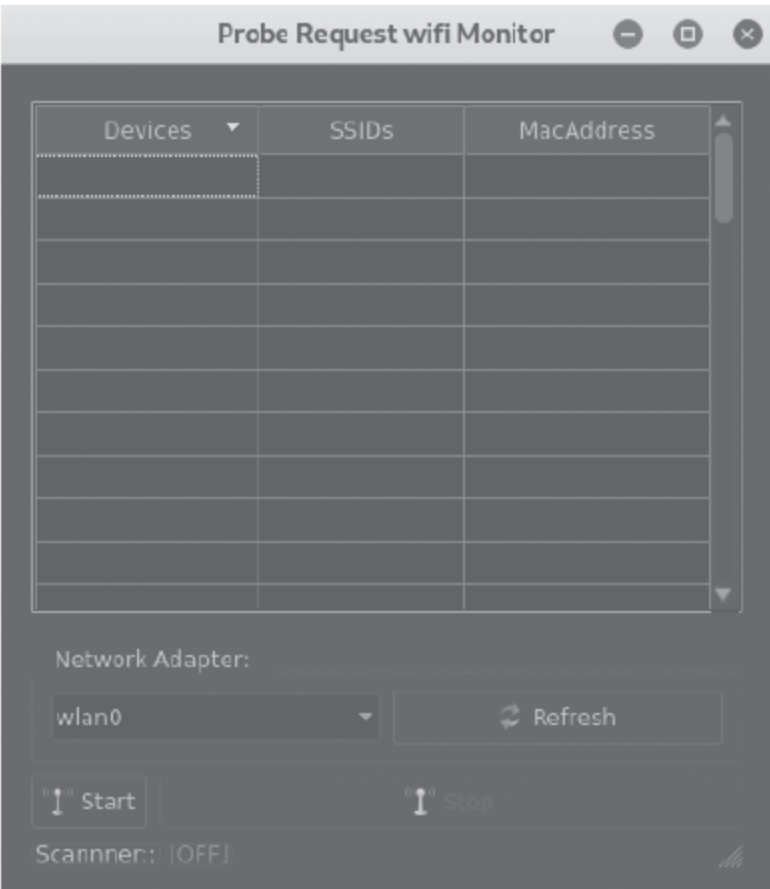 Probe Request wifi Monitor
Devices SSIDs MacAddress
Network Adapter:
wlan0 Refresh
Start Stop
Scannner:: [OFF]